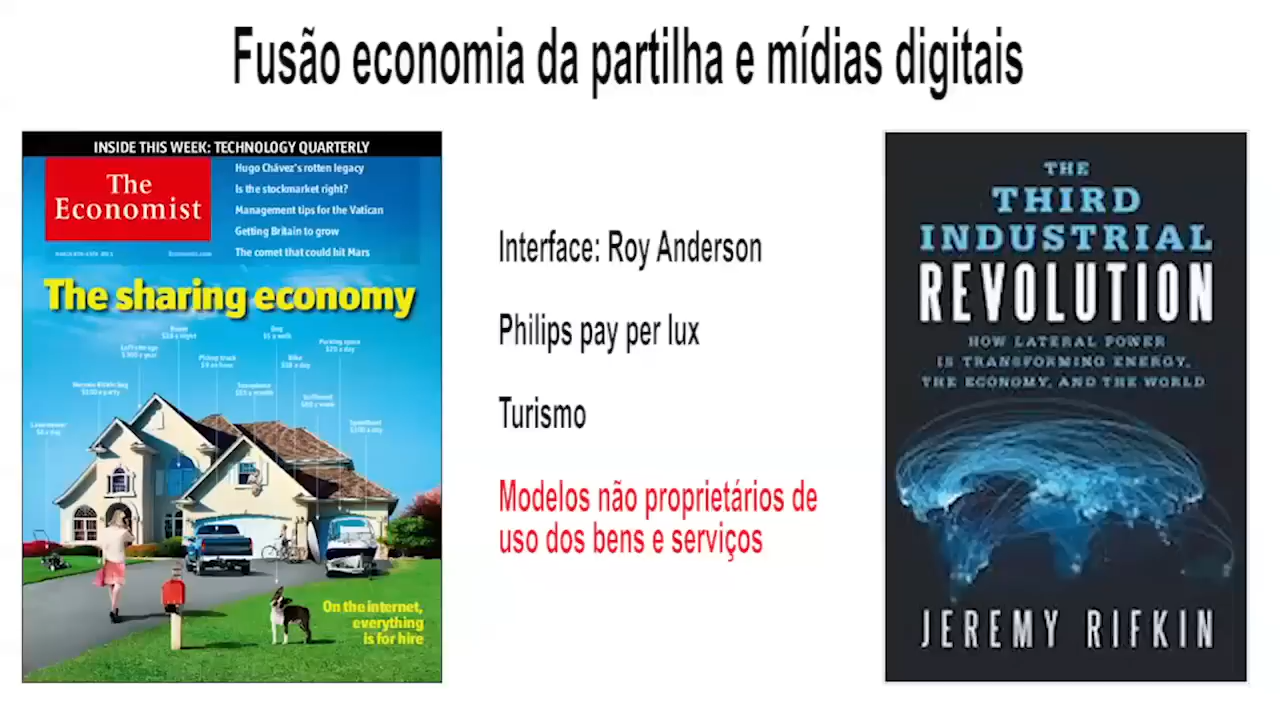 Fusão economia da partilha e mídias digitais
INSIDE THIS WEEK: TECHNOLOGY QUARTERLY
The
Economist
Hugo Chávez's rotten legacy
Is the stockmarket right?
Management tips for the Vatican
Getting Britain to grow
The comet that could hit Mars
Economist.com
The sharing economy
On the internet,
everything
is for hire
Interface: Roy Anderson
Philips pay per lux
Turismo
Modelos não proprietários de
uso dos bens e serviços
THE
THIRD
INDUSTRIAL
REVOLUTION
HOW LATERAL POWER
IS TRANSFORMING ENERGY,
THE ECONOMY, AND THE WORLD
JEREMY RIFKIN